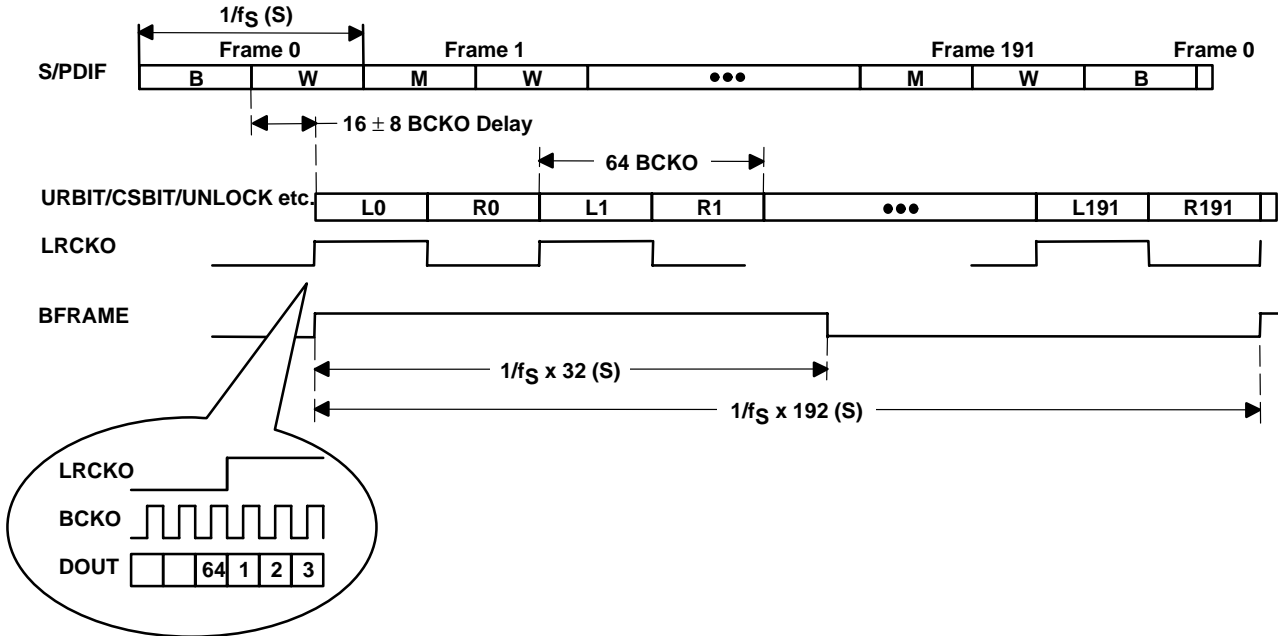 1/fS (S)
Frame 0 Frame 1 Frame 191 Frame 0
S/PDIF B W M W ●●● M W B
16 ± 8 BCKO Delay
64 BCKO
URBIT/CSBIT/UNLOCK etc. L0 R0 L1 R1 ●●● L191 R191
LRCKO
BFRAME
1/fS x 32 (S)
1/fS x 192 (S)
LRCKO
BCKO
DOUT 64 1 2 3